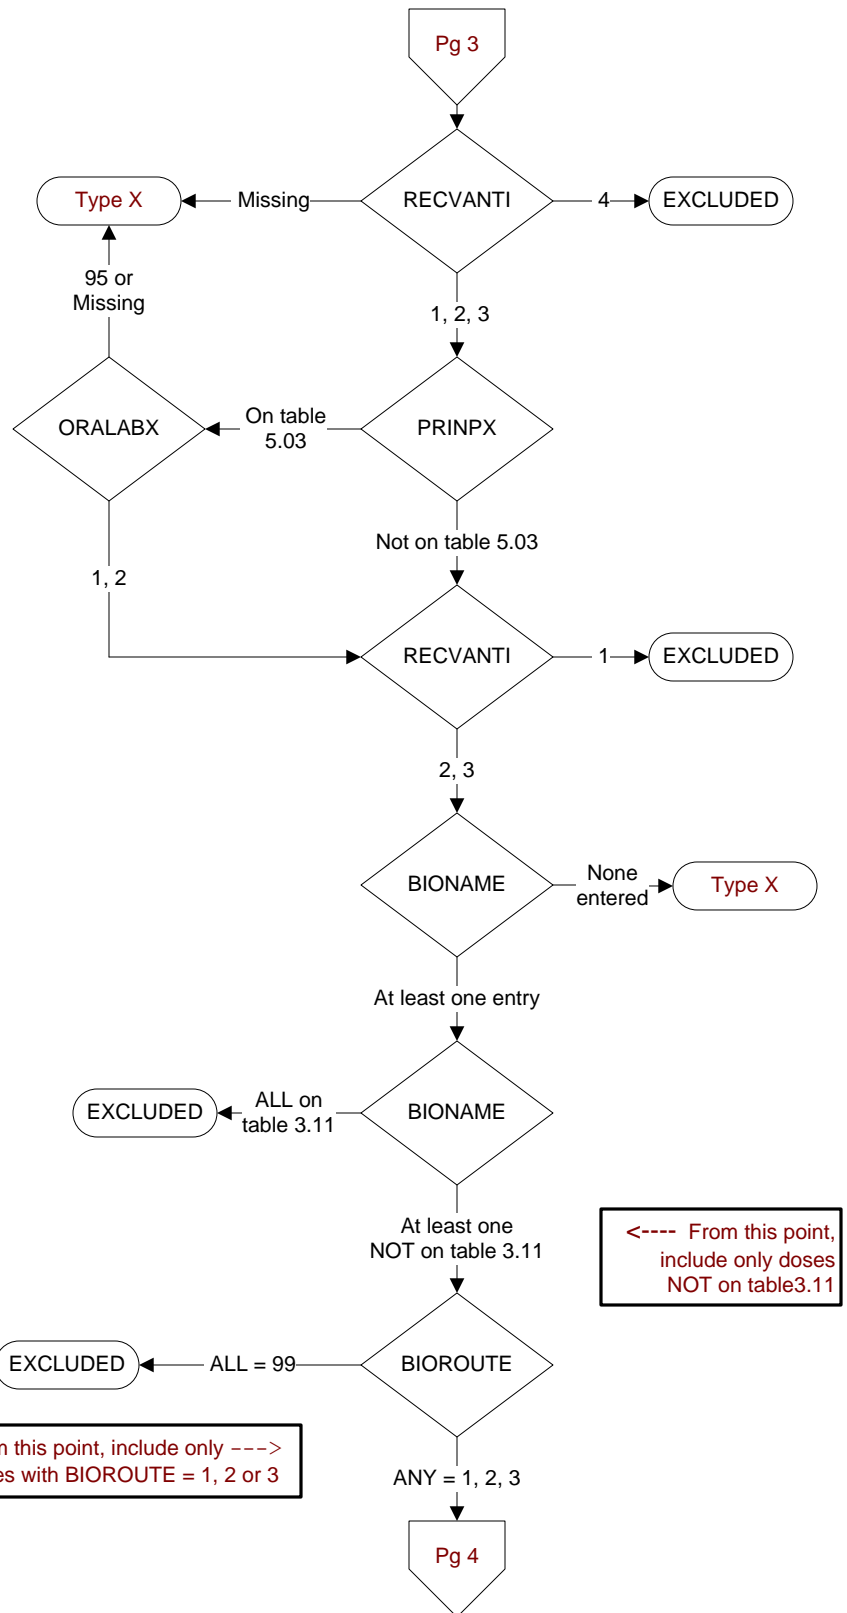 Pg 3
RECVANTI
Missing
Type X
4
EXCLUDED
95 or
Missing
1, 2, 3
ORALABX
On table
5.03
PRINPX
Not on table 5.03
1, 2
RECVANTI
1
EXCLUDED
2, 3
BIONAME
None
entered
Type X
At least one entry
EXCLUDED
ALL on
table 3.11
BIONAME
At least one
NOT on table 3.11
<---- From this point,
include only doses
NOT on table3.11
EXCLUDED
ALL = 99
BIOROUTE
this point, include only --->
with BIOROUTE = 1, 2 or 3
ANY = 1, 2, 3
Pg 4